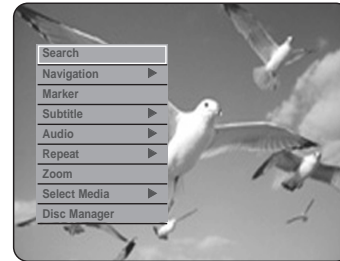 Search
Navigation
Marker
Subtitle
Audio
Repeat
Zoom
Select Media
Disc Manager